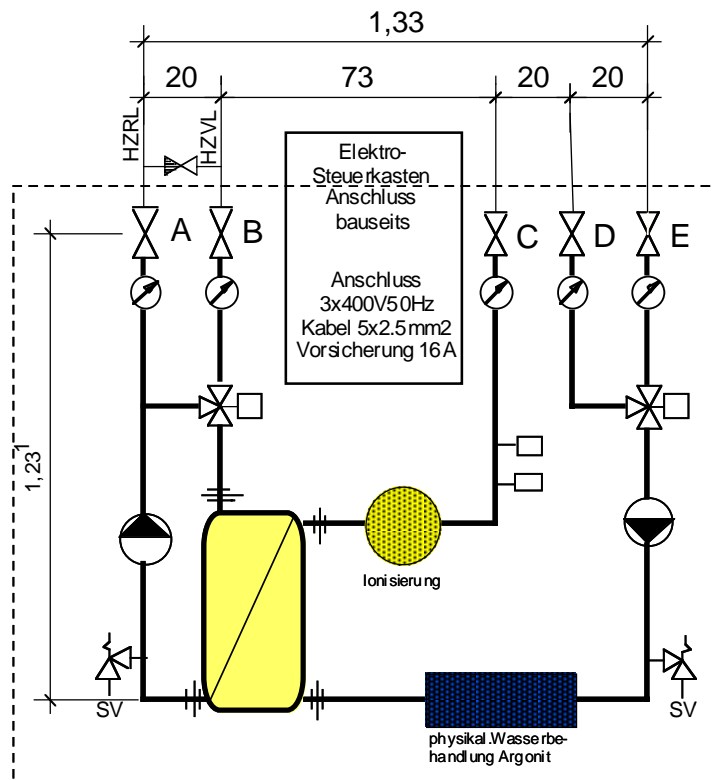 1,33
20
73
20
20
HZRL
HZVL
Elektro-
Steuerkasten
Anschluss
bauseits
Anschluss
3x400V50Hz
Kabel 5x2.5mm2
Vorsicherung 16A
A
B
C
D
E
1,23¹
Ionisierung
SV
SV
physikal.Wasserbe-
handlung Argonit